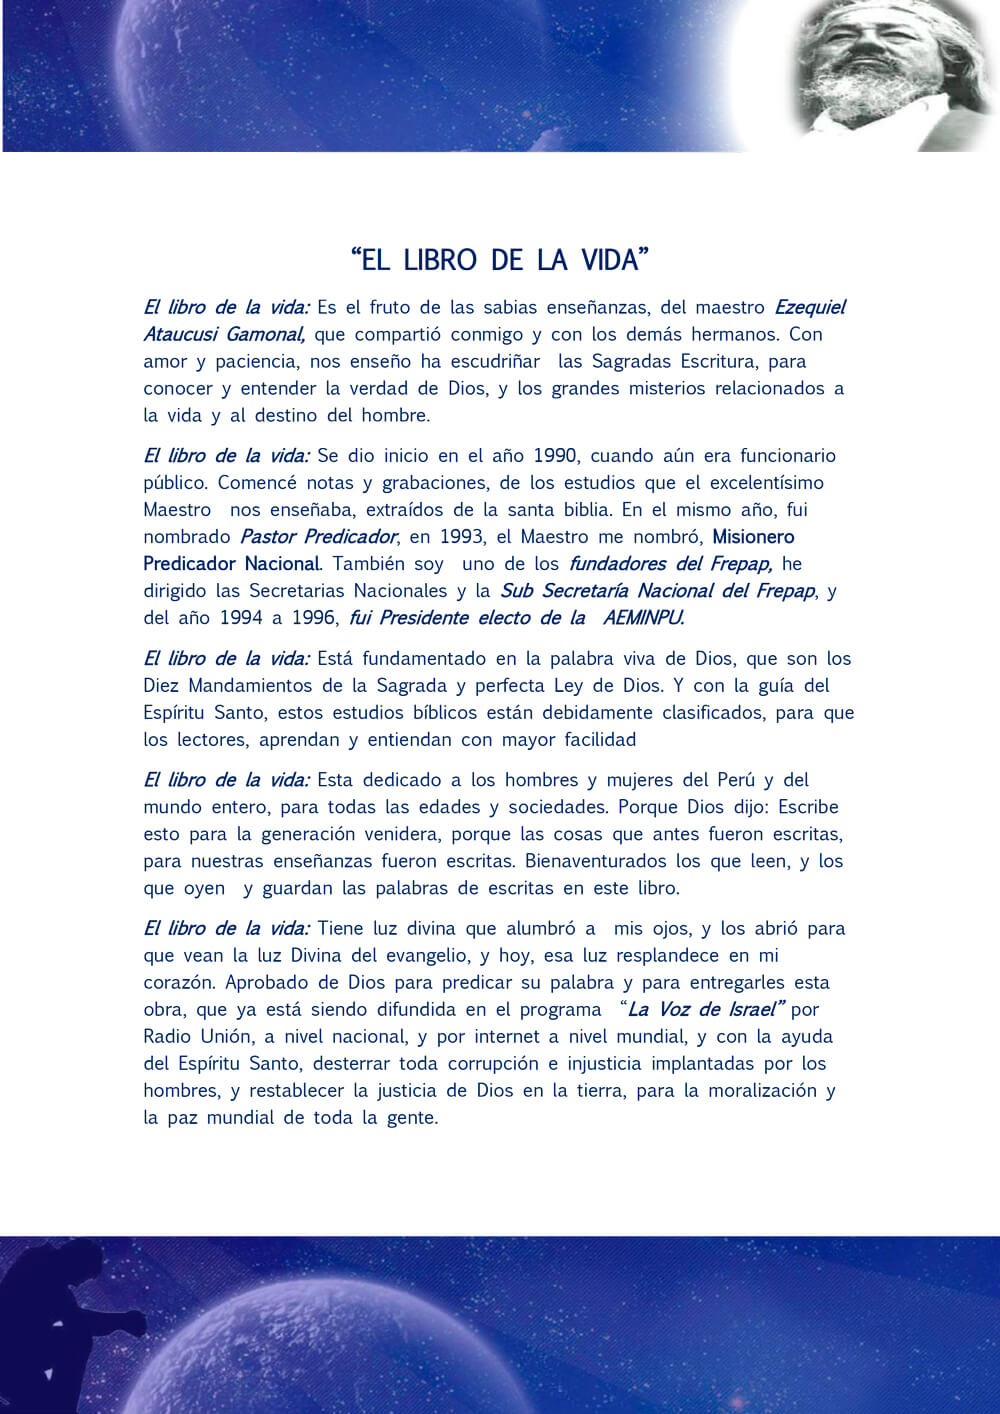 “EL LIBRO DE LA VIDA”
El libro de la vida: Es el fruto de las sabias enseñanzas, del maestro Ezequiel
Ataucusi Gamonal, que compartió conmigo y con los demás hermanos. Con
amor y paciencia, nos enseño ha escudriñar las Sagradas Escritura, para
conocer y entender la verdad de Dios, y los grandes misterios relacionados a
la vida y al destino del hombre.
El libro de la vida: Se dio inicio en el año 1990, cuando aún era funcionario
público. Comencé notas y grabaciones, de los estudios que el excelentísimo
Maestro nos enseñaba, extraídos de la santa biblia. En el mismo año, fui
nombrado Pastor Predicador, en 1993, el Maestro me nombró, Misionero
Predicador Nacional. También soy uno de los fundadores del Frepap, he
dirigido las Secretarias Nacionales y la Sub Secretaría Nacional del Frepap, y
del año 1994 a 1996, fui Presidente electo de la AEMINPU.
El libro de la vida: Está fundamentado en la palabra viva de Dios, que son los
Diez Mandamientos de la Sagrada y perfecta Ley de Dios. Y con la guía del
Espíritu Santo, estos estudios bíblicos están debidamente clasificados, para que
los lectores, aprendan y entiendan con mayor facilidad
El libro de la vida: Esta dedicado a los hombres y mujeres del Perú y del
mundo entero, para todas las edades y sociedades. Porque Dios dijo: Escribe
esto para la generación venidera, porque las cosas que antes fueron escritas,
para nuestras enseñanzas fueron escritas. Bienaventurados los que leen, y los
que oyen y guardan las palabras de escritas en este libro.
El libro de la vida: Tiene luz divina que alumbró a mis ojos, y los abrió para
que vean la luz Divina del evangelio, y hoy, esa luz resplandece en mi
corazón. Aprobado de Dios para predicar su palabra y para entregarles esta
obra, que ya está siendo difundida en el programa “La Voz de Israel” por
Radio Unión, a nivel nacional, y por internet a nivel mundial, y con la ayuda
del Espíritu Santo, desterrar toda corrupción e injusticia implantadas por los
hombres, y restablecer la justicia de Dios en la tierra, para la moralización y
la paz mundial de toda la gente.